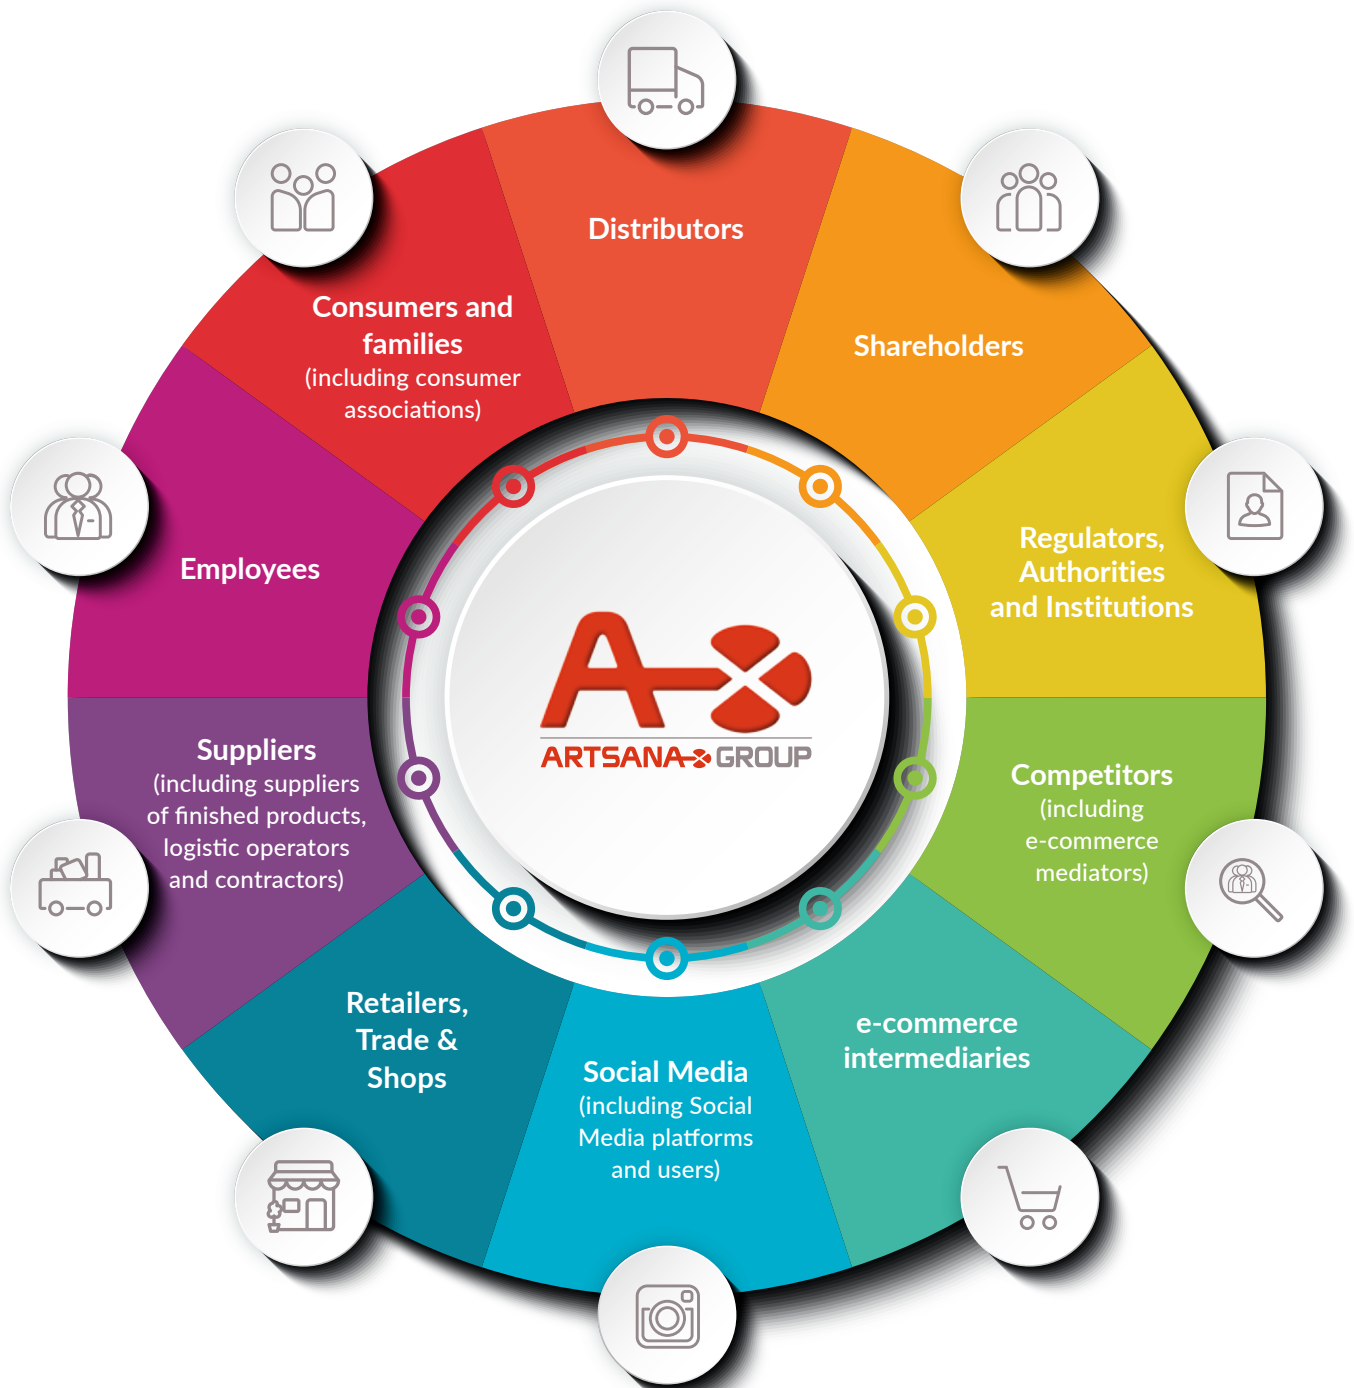 Distributors
Shareholders
Regulators,
Authorities
and Institutions
Competitors
(including
e-commerce
mediators)
e-commerce
intermediaries
Social Media
(including Social
Media platforms
and users)
Retailers,
Trade &
Shops
Suppliers
(including suppliers
of finished products,
logistic operators
and contractors)
Employees
Consumers and
families
(including consumer
associations)
ARTSANA GROUP